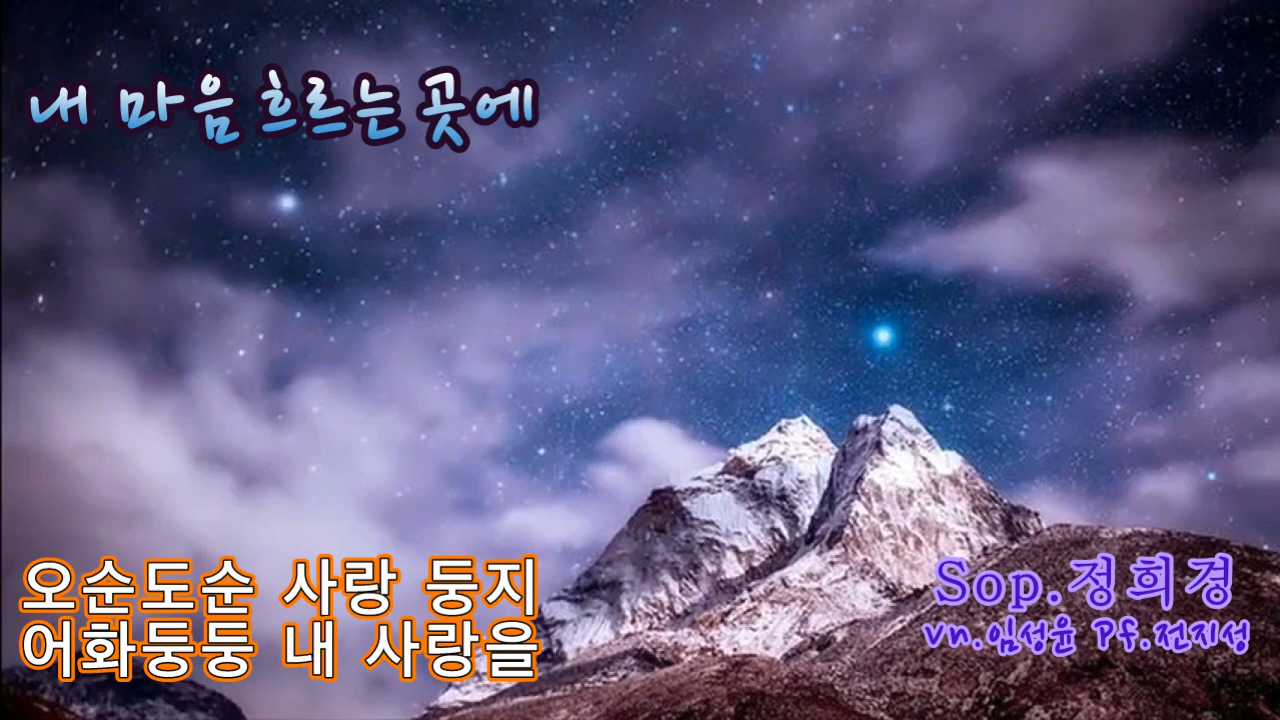 내 마음 흐르는 곳에
오순도순 사랑 둥지
어화둥둥 내 사랑을
Sop.정희경
vn.임성윤 Pf.전지성